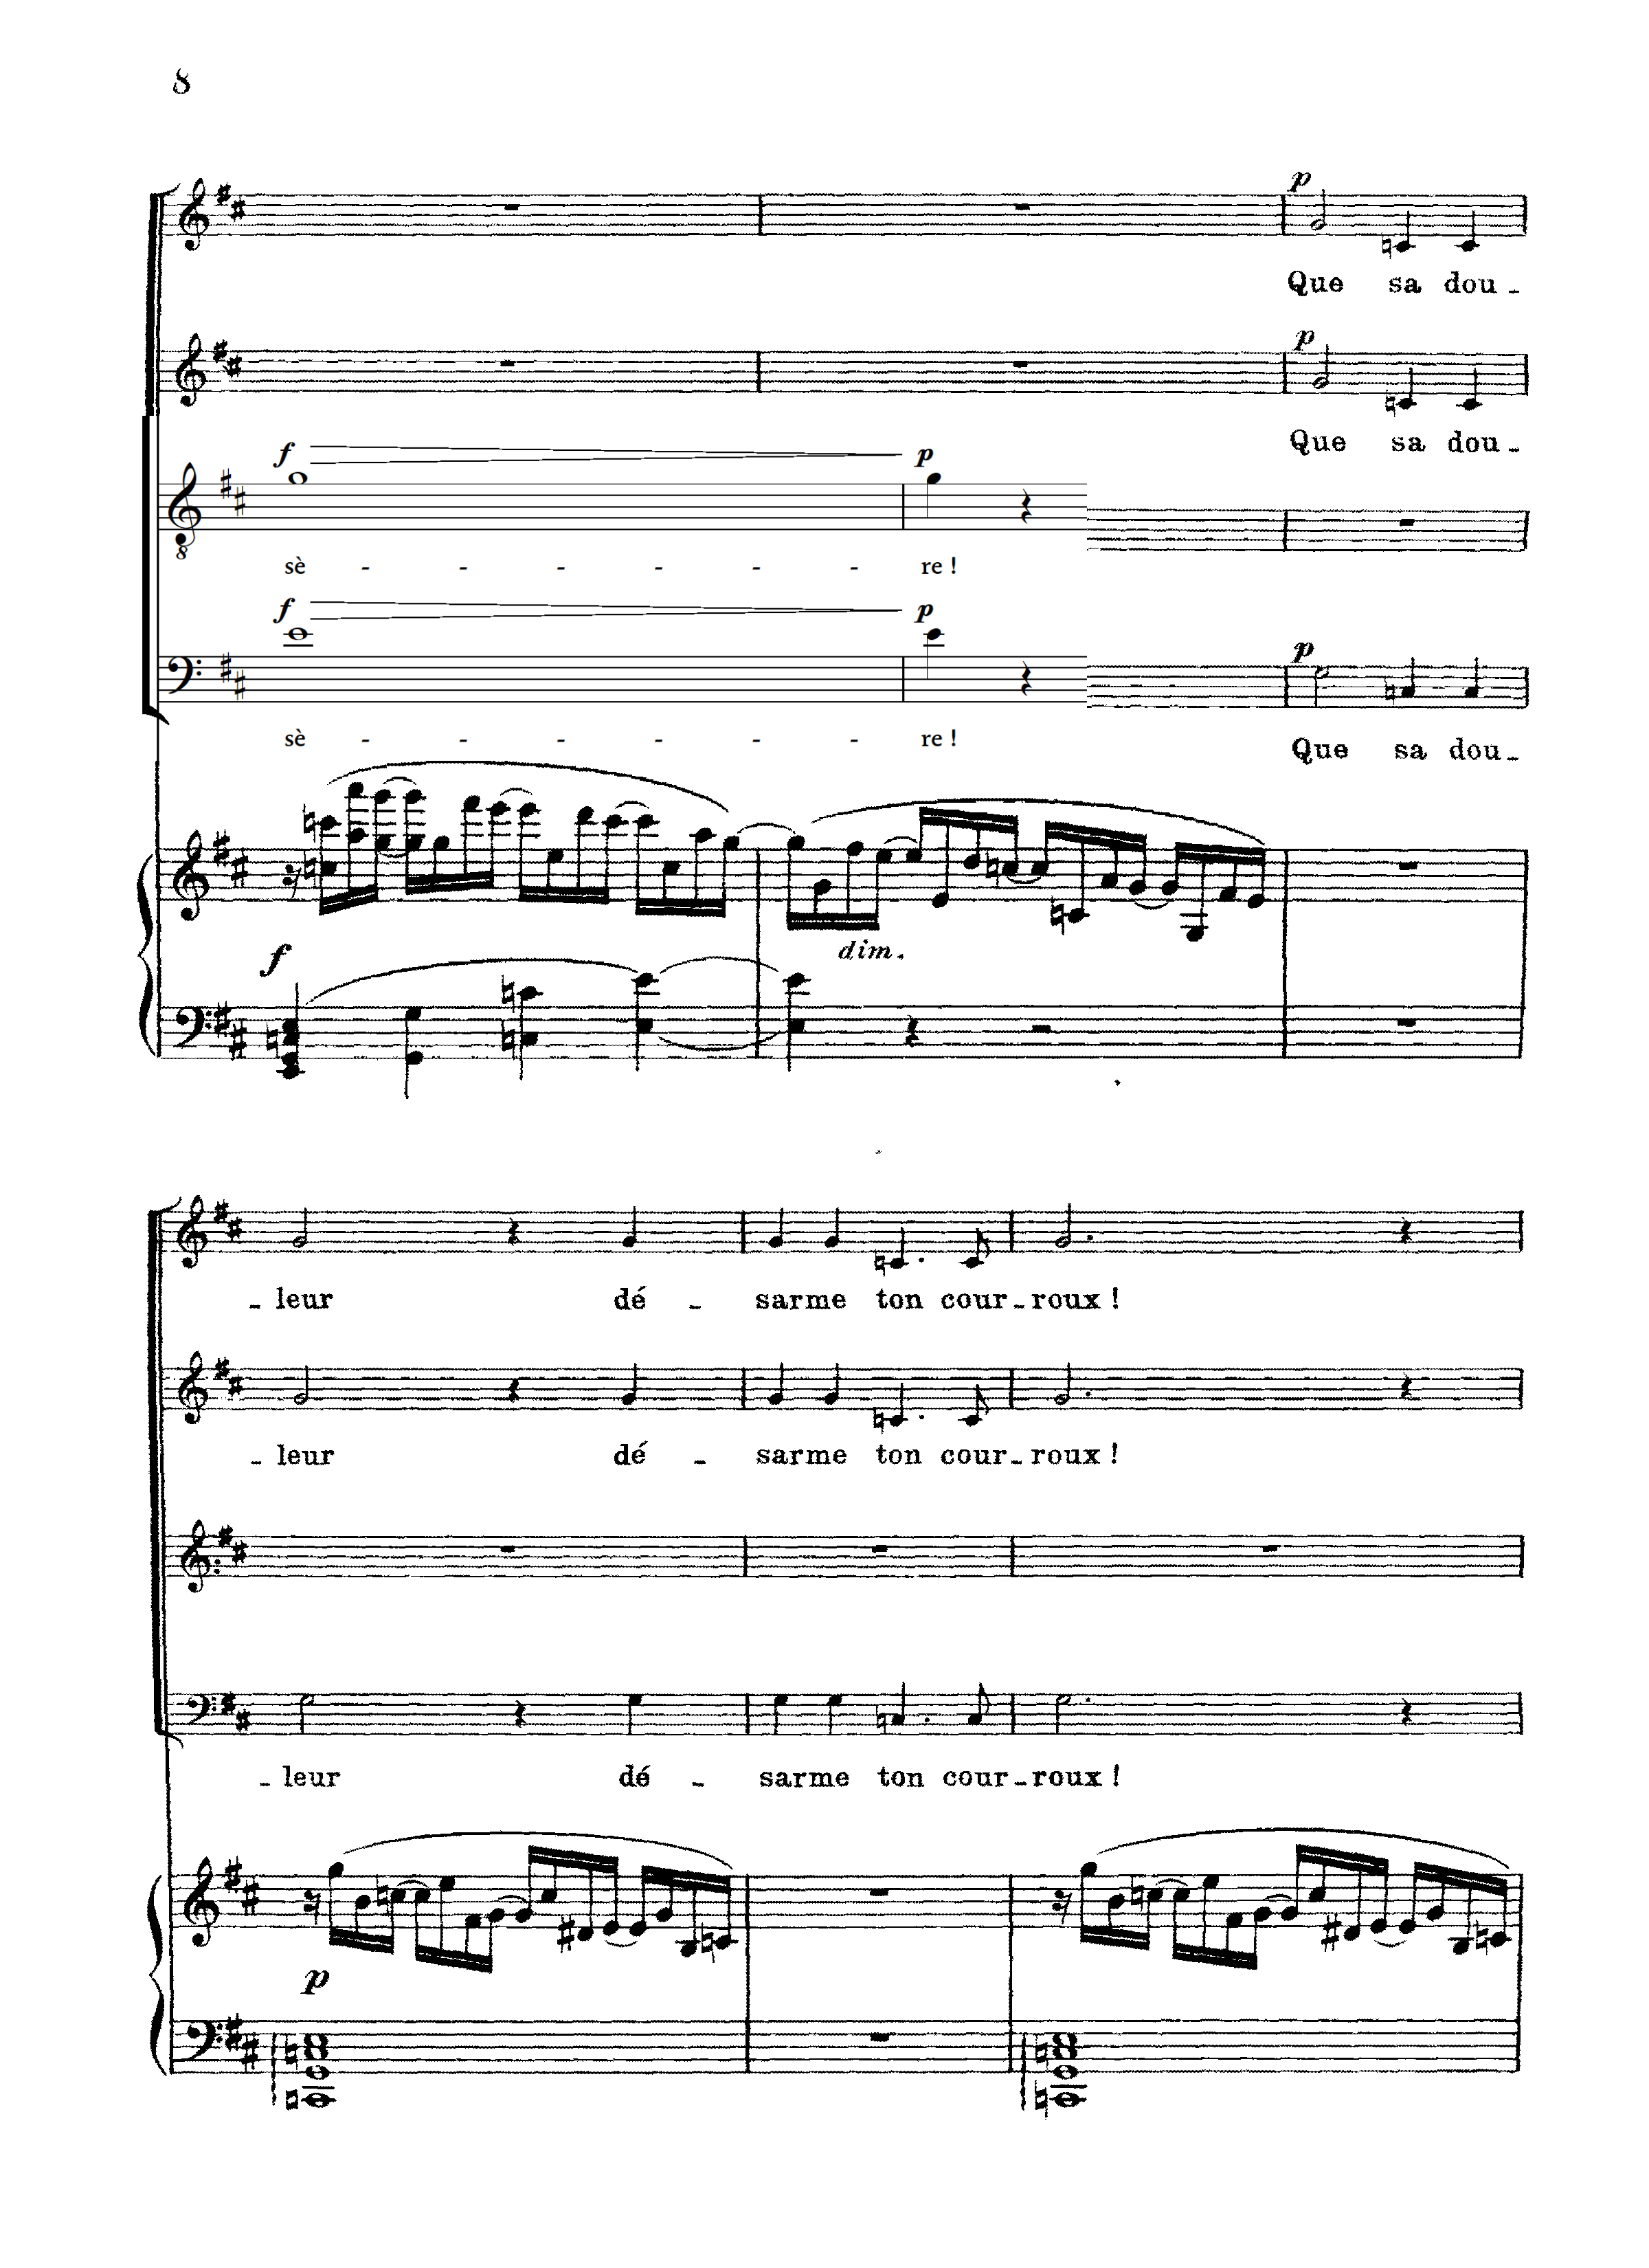 8
p
Que sa dou -
p
Que sa dou -
f p
8
sè - - - - - - re !
f p
p
sè - - - - - - re !
Que sa dou -
f
dim.
- leur dé - sarme ton cour - roux !
- leur dé - sarme ton cour - roux !
- leur dé - sarme ton cour - roux !
p